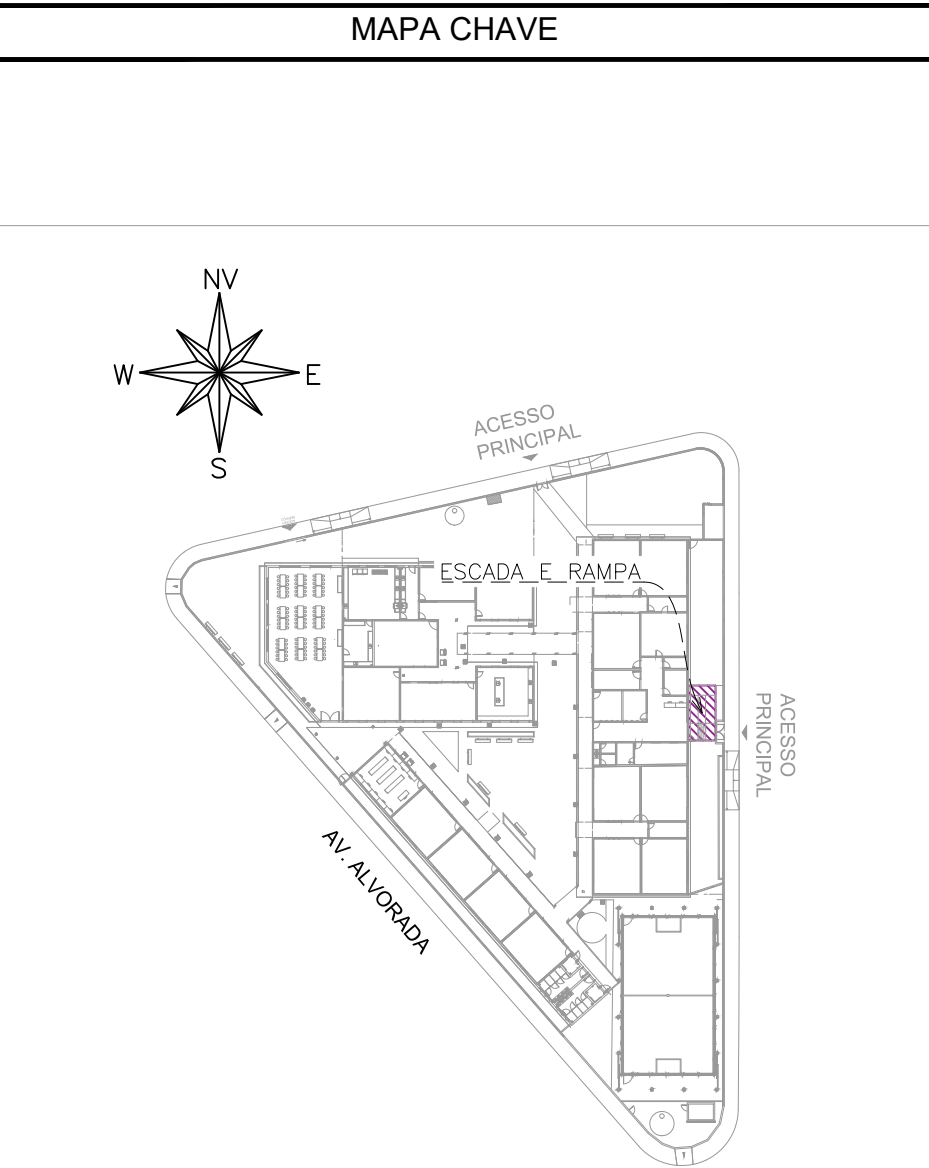 MAPA CHAVE
NV
W
E
S
ACESSO
PRINCIPAL
ESCADA E RAMPA
ACESSO
PRINCIPAL
AV. ALVORADA